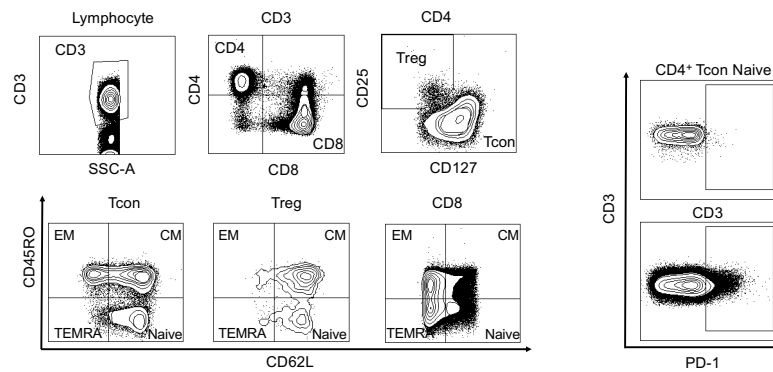 Lymphocyte
CD3
CD4
CD3
CD4
Treg
CD3
CD4
CD25
CD8
Tcon
SSC-A
CD8
CD127
Tcon
Treg
CD8
EM
CM
EM
CM
EM
CM
CD45RO
TEMRA
Naive
TEMRA
Naive
TEMRA
Naive
CD62L
CD4⁺ Tcon Naive
CD3
CD3
PD-1